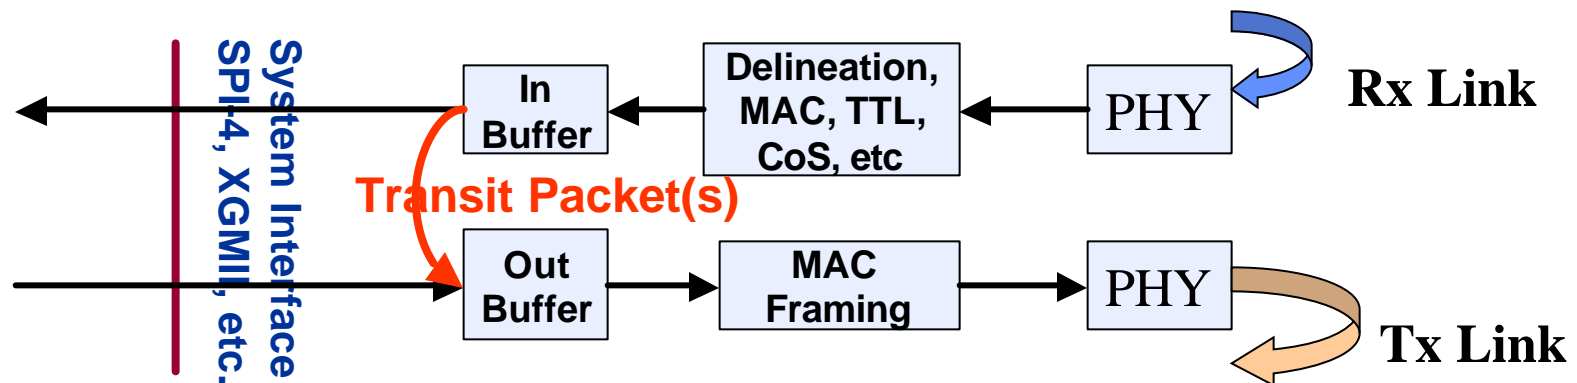 System Interface
SPI-4, XGMII, etc.
In
Buffer
Delineation,
MAC, TTL,
CoS, etc
PHY
Rx Link
Transit Packet(s)
Out
Buffer
MAC
Framing
PHY
Tx Link